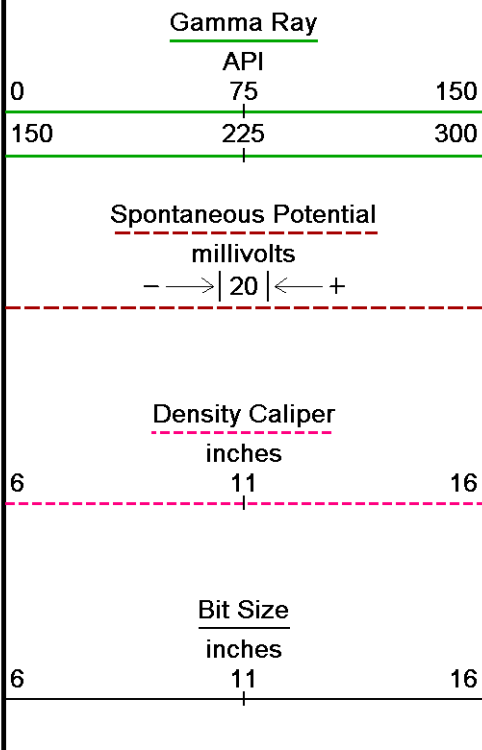 Gamma Ray
API
0 75 150
150 225 300
Spontaneous Potential
millivolts
− →|20|← +
Density Caliper
inches
6 11 16
Bit Size
inches
6 11 16